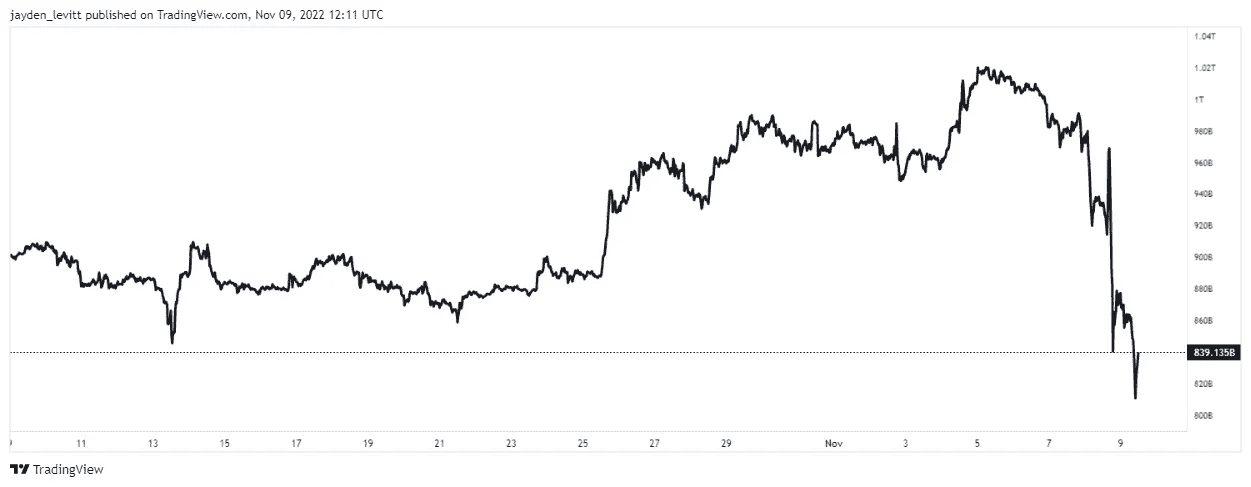 jayden_levitt published on TradingView.com, Nov 09, 2022 12:11 UTC
1.04T
1.02T
1T
980B
960B
940B
920B
900B
880B
860B
839.135B
820B
800B
11 13 15 17 19 21 23 25 27 29 Nov 3 5 7 9
TradingView